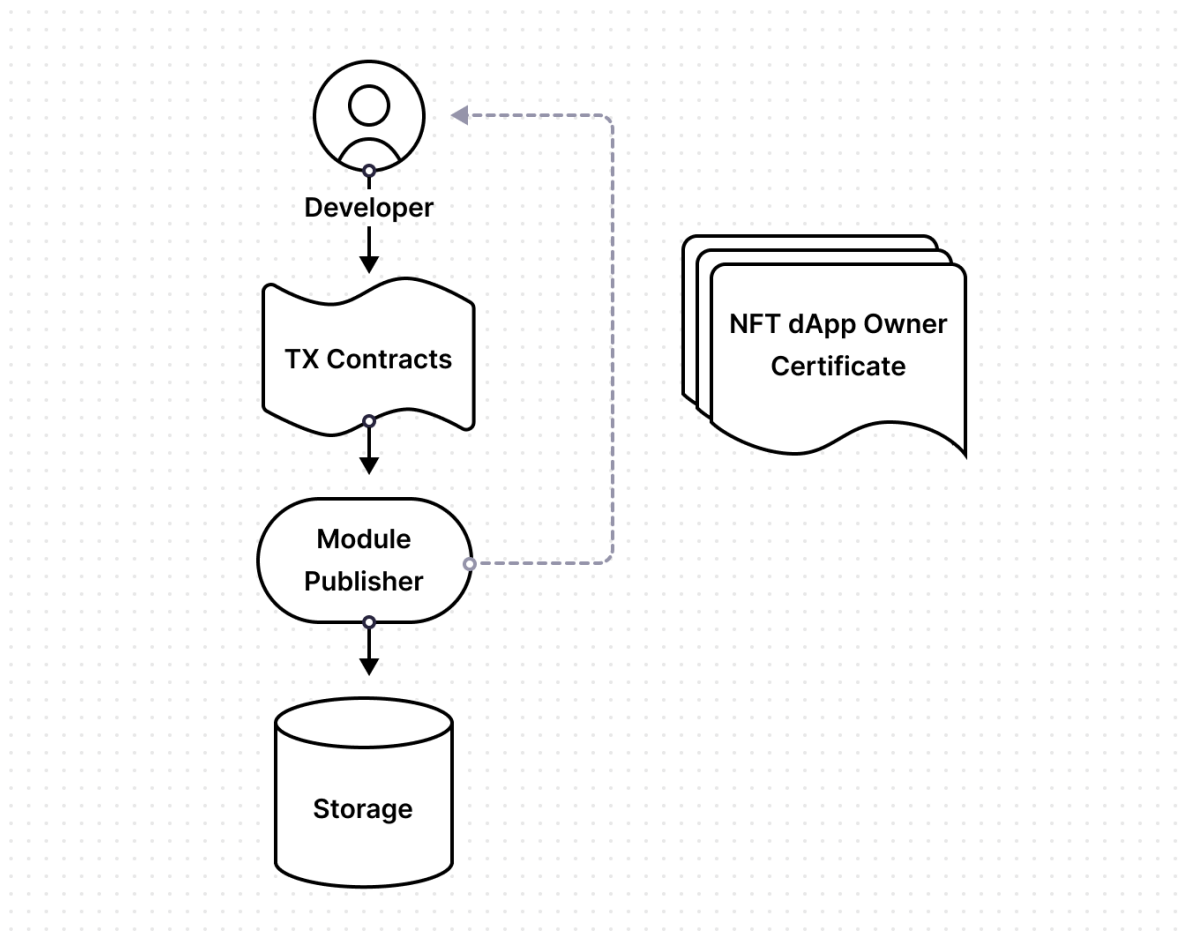 Developer
TX Contracts
NFT dApp Owner
Certificate
Module
Publisher
Storage